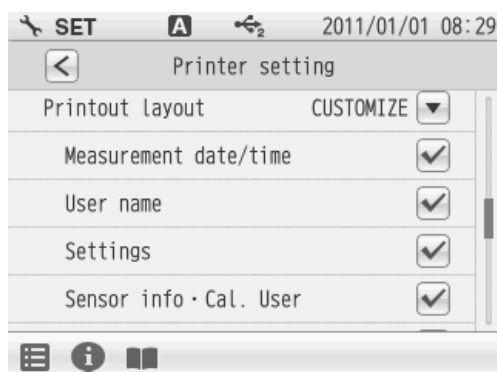 SET A 2 2011/01/01 08:29
Printer setting
Printout layout CUSTOMIZE
Measurement date/time
User name
Settings
Sensor info・Cal. User